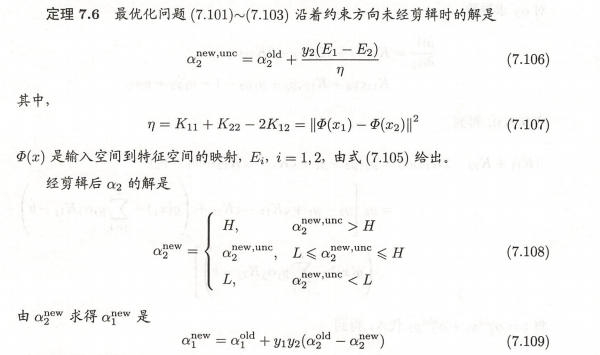 定理 7.6 最优化问题 (7.101)~(7.103) 沿着约束方向未经剪辑时的解是
$$\alpha_2^{\text{new,unc}} = \alpha_2^{\text{old}} + \frac{y_2(E_1 - E_2)}{\eta} \quad (7.106)$$
其中，
$$\eta = K_{11} + K_{22} - 2K_{12} = \|\Phi(x_1) - \Phi(x_2)\|^2 \quad (7.107)$$
Φ(x) 是输入空间到特征空间的映射，$E_i$，i = 1, 2，由式 (7.105) 给出。
经剪辑后 $\alpha_2$ 的解是
$$\alpha_2^{\text{new}} = \begin{cases} H, & \alpha_2^{\text{new,unc}} > H \\ \alpha_2^{\text{new,unc}}, & L \leqslant \alpha_2^{\text{new,unc}} \leqslant H \\ L, & \alpha_2^{\text{new,unc}} < L \end{cases} \quad (7.108)$$
由 $\alpha_2^{\text{new}}$ 求得 $\alpha_1^{\text{new}}$ 是
$$\alpha_1^{\text{new}} = \alpha_1^{\text{old}} + y_1 y_2(\alpha_2^{\text{old}} - \alpha_2^{\text{new}}) \quad (7.109)$$